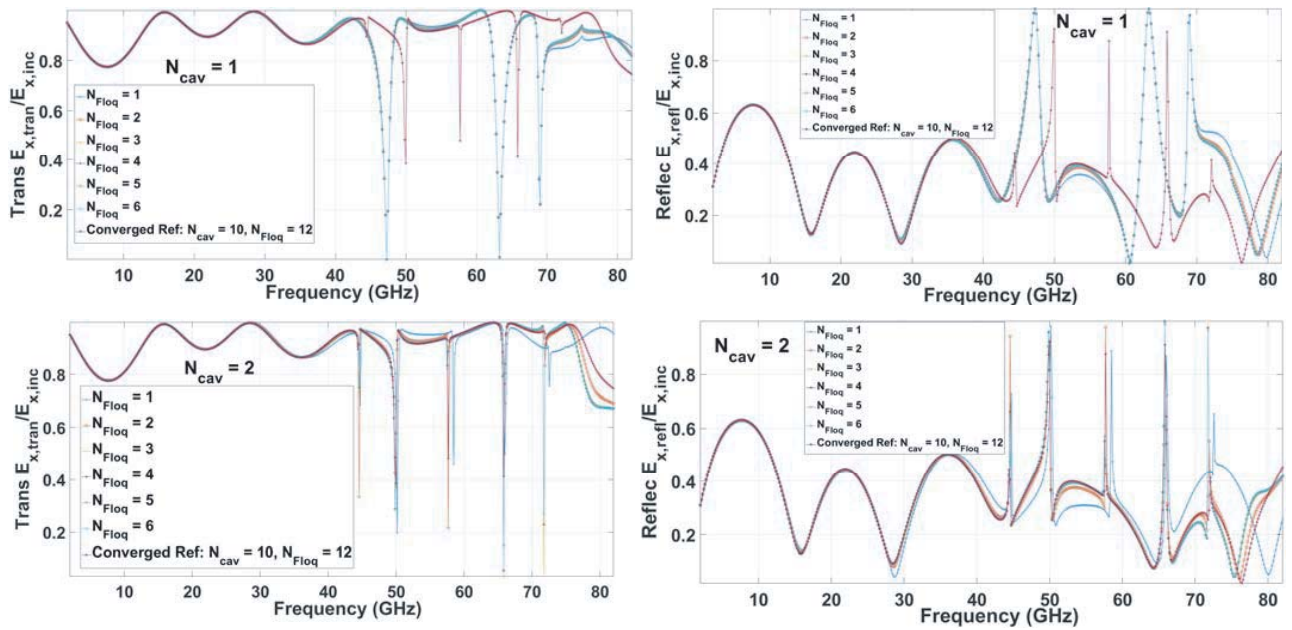 Trans E_x,tran/E_x,inc
0.8
0.6
0.4
0.2
N_cav = 1
N_Floq = 1
N_Floq = 2
N_Floq = 3
N_Floq = 4
N_Floq = 5
N_Floq = 6
Converged Ref: N_cav = 10, N_Floq = 12
10 20 30 40 50 60 70 80
Frequency (GHz)
Reflec E_x,refl/E_x,inc
0.8
0.6
0.4
0.2
N_cav = 1
N_Floq = 1
N_Floq = 2
N_Floq = 3
N_Floq = 4
N_Floq = 5
N_Floq = 6
Converged Ref: N_cav = 10, N_Floq = 12
10 20 30 40 50 60 70 80
Frequency (GHz)
Trans E_x,tran/E_x,inc
0.8
0.6
0.4
0.2
N_cav = 2
N_Floq = 1
N_Floq = 2
N_Floq = 3
N_Floq = 4
N_Floq = 5
N_Floq = 6
Converged Ref: N_cav = 10, N_Floq = 12
10 20 30 40 50 60 70 80
Frequency (GHz)
Reflec E_x,refl/E_x,inc
0.8
0.6
0.4
0.2
N_cav = 2
N_Floq = 1
N_Floq = 2
N_Floq = 3
N_Floq = 4
N_Floq = 5
N_Floq = 6
Converged Ref: N_cav = 10, N_Floq = 12
10 20 30 40 50 60 70 80
Frequency (GHz)